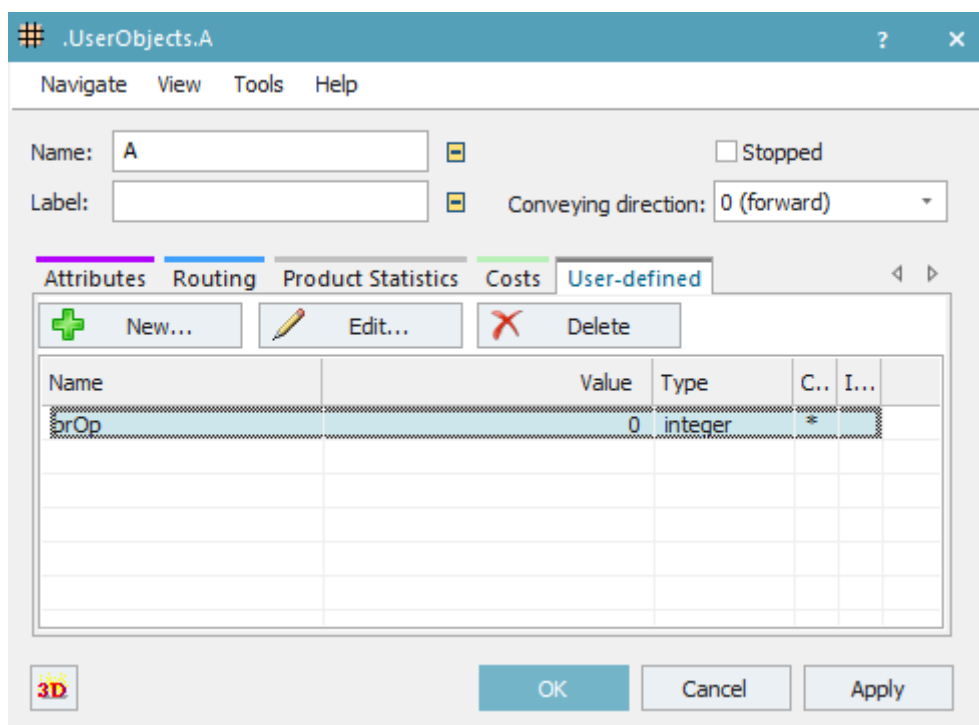 .UserObjects.A ? ×
Navigate View Tools Help
Name: A Stopped
Label: Conveying direction: 0 (forward)
Attributes Routing Product Statistics Costs User-defined
New... Edit... Delete
Name Value Type C.. I...
brOp 0 integer *
3D OK Cancel Apply